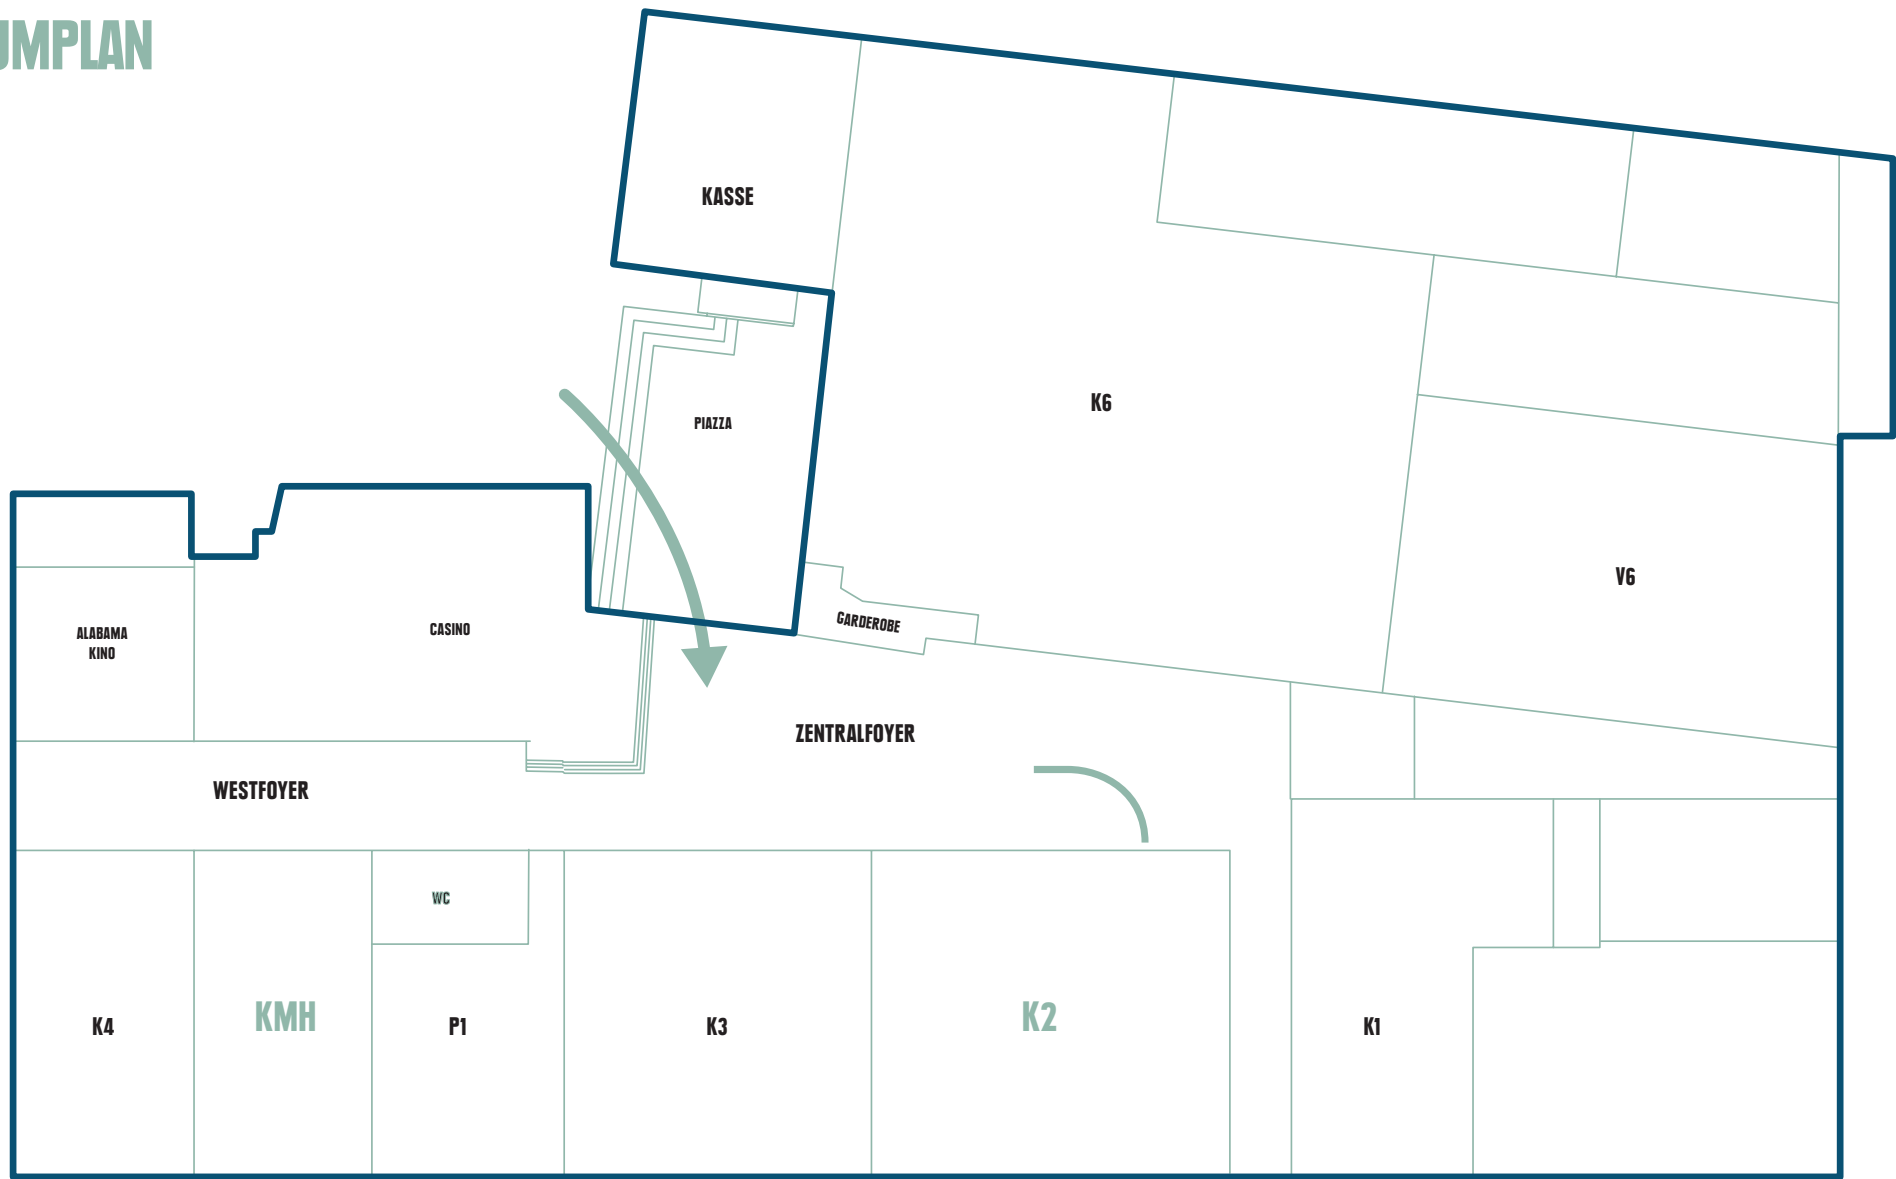 UMPLAN
KASSE
K6
PIAZZA
V6
GARDEROBE
ALABAMA
KINO
CASINO
ZENTRALFOYER
WESTFOYER
WC
K4
KMH
P1
K3
K2
K1